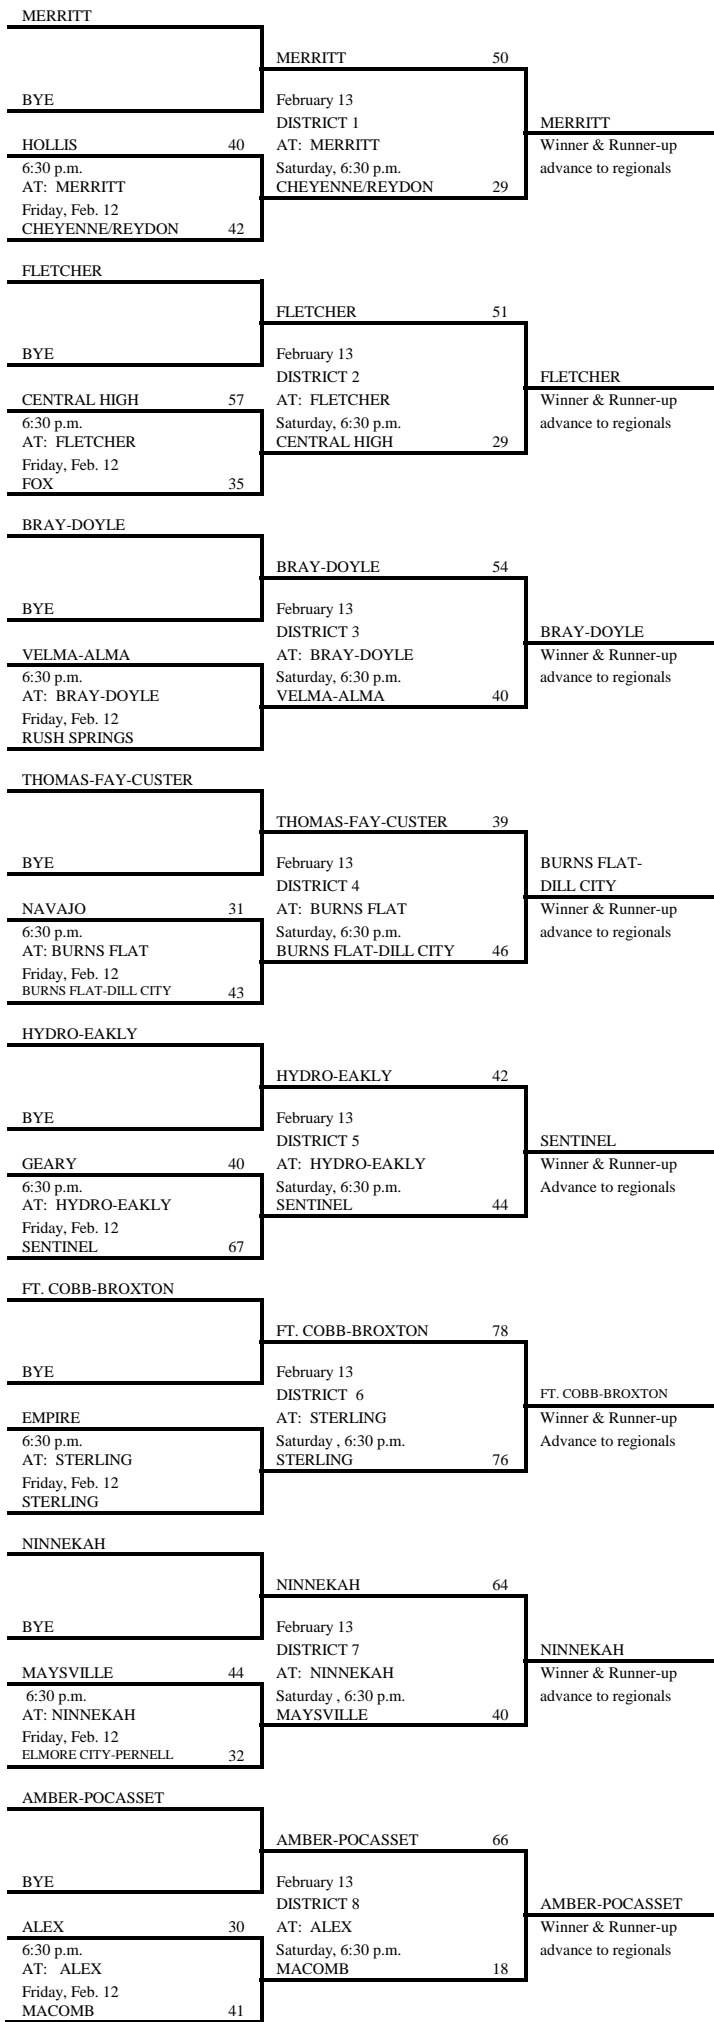 MERRITT
MERRITT 50
BYE February 13
DISTRICT 1 MERRITT
HOLLIS 40 AT: MERRITT Winner & Runner-up
6:30 p.m. Saturday, 6:30 p.m. advance to regionals
AT: MERRITT CHEYENNE/REYDON 29
Friday, Feb. 12
CHEYENNE/REYDON 42
FLETCHER
FLETCHER 51
BYE February 13
DISTRICT 2 FLETCHER
CENTRAL HIGH 57 AT: FLETCHER Winner & Runner-up
6:30 p.m. Saturday, 6:30 p.m. advance to regionals
AT: FLETCHER CENTRAL HIGH 29
Friday, Feb. 12
FOX 35
BRAY-DOYLE
BRAY-DOYLE 54
BYE February 13
DISTRICT 3 BRAY-DOYLE
VELMA-ALMA AT: BRAY-DOYLE Winner & Runner-up
6:30 p.m. Saturday, 6:30 p.m. advance to regionals
AT: BRAY-DOYLE VELMA-ALMA 40
Friday, Feb. 12
RUSH SPRINGS
THOMAS-FAY-CUSTER
THOMAS-FAY-CUSTER 39
BYE February 13 BURNS FLAT-
DISTRICT 4 DILL CITY
NAVAJO 31 AT: BURNS FLAT Winner & Runner-up
6:30 p.m. Saturday, 6:30 p.m. advance to regionals
AT: BURNS FLAT BURNS FLAT-DILL CITY 46
Friday, Feb. 12
BURNS FLAT-DILL CITY 43
HYDRO-EAKLY
HYDRO-EAKLY 42
BYE February 13
DISTRICT 5 SENTINEL
GEARY 40 AT: HYDRO-EAKLY Winner & Runner-up
6:30 p.m. Saturday, 6:30 p.m. Advance to regionals
AT: HYDRO-EAKLY SENTINEL 44
Friday, Feb. 12
SENTINEL 67
FT. COBB-BROXTON
FT. COBB-BROXTON 78
BYE February 13
DISTRICT 6 FT. COBB-BROXTON
EMPIRE AT: STERLING Winner & Runner-up
6:30 p.m. Saturday , 6:30 p.m. Advance to regionals
AT: STERLING STERLING 76
Friday, Feb. 12
STERLING
NINNEKAH
NINNEKAH 64
BYE February 13
DISTRICT 7 NINNEKAH
MAYSVILLE 44 AT: NINNEKAH Winner & Runner-up
6:30 p.m. Saturday , 6:30 p.m. advance to regionals
AT: NINNEKAH MAYSVILLE 40
Friday, Feb. 12
ELMORE CITY-PERNELL 32
AMBER-POCASSET
AMBER-POCASSET 66
BYE February 13
DISTRICT 8 AMBER-POCASSET
ALEX 30 AT: ALEX Winner & Runner-up
6:30 p.m. Saturday, 6:30 p.m. advance to regionals
AT: ALEX MACOMB 18
Friday, Feb. 12
MACOMB 41